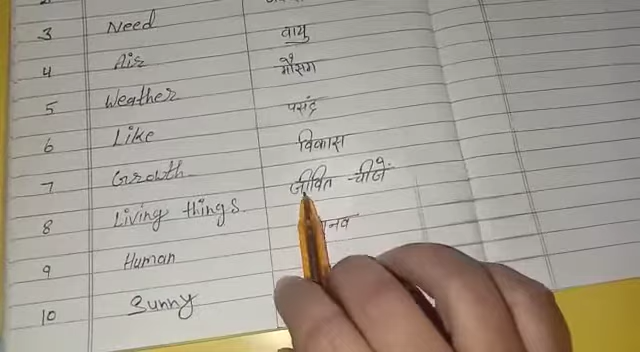 3 Need
4 Air वायु
5 Weather मौसम
6 Like पसंद
7 Growth विकास
8 Living things जीवित चीजें
9 Human मानव
10 Sunny